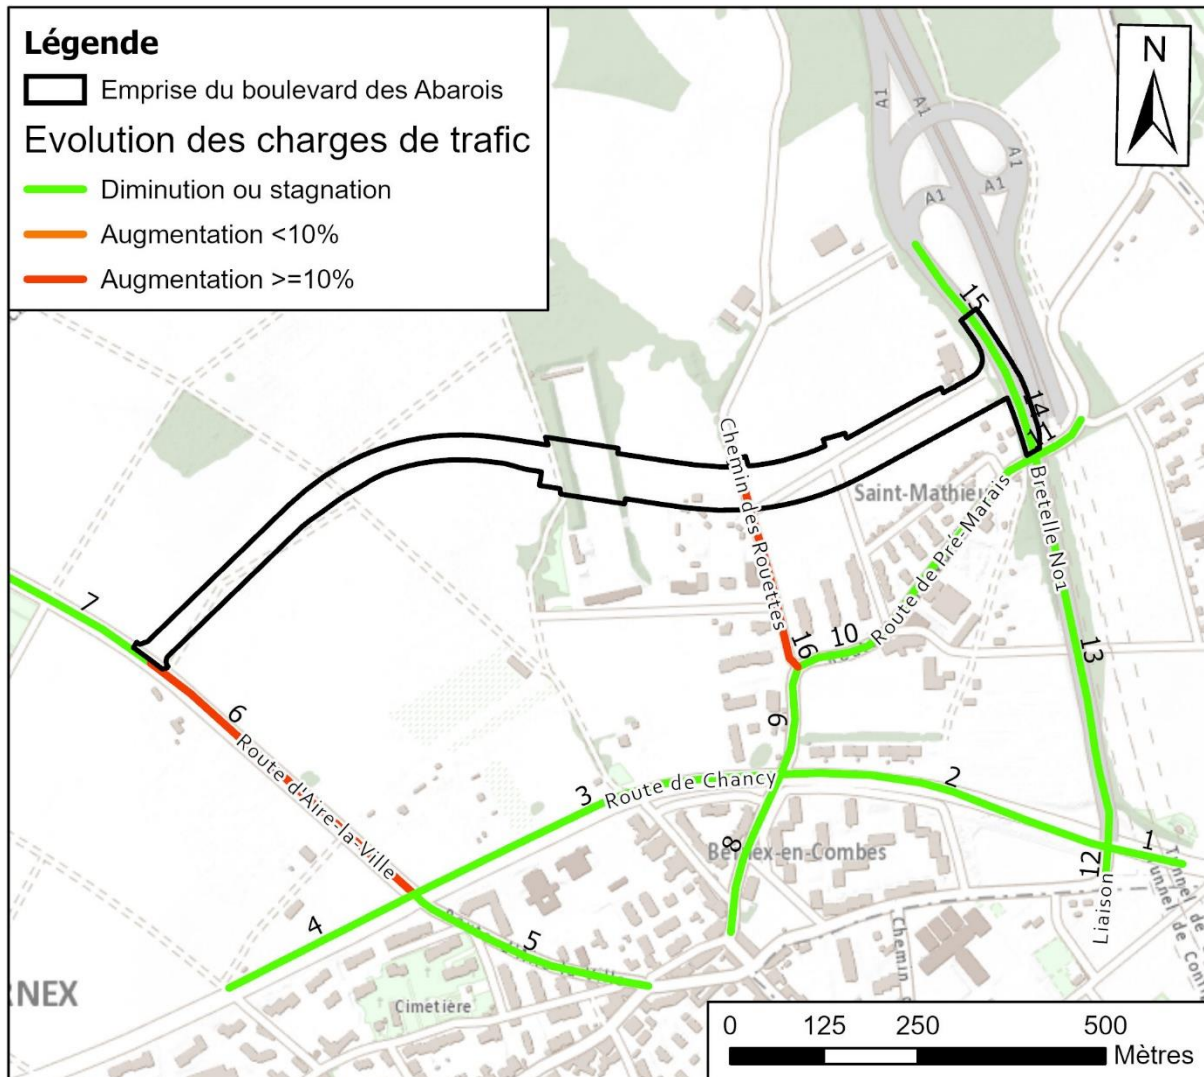 Légende
Emprise du boulevard des Abarois
Evolution des charges de trafic
Diminution ou stagnation
Augmentation <10%
Augmentation >=10%
N
A1
A1
A1
A1
A1
15
14
11
Chemin des Rouettes
Saint-Mathieu
Bretelle No1
Route de Pré-Marais
7
16
10
13
6
9
Route d'Aire-la-Ville
3
Route de Chancy
2
8
Bernex-en-Combes
1
12
Liaison
4
5
Chemin
NEX
Cimetière
0 125 250 500
Mètres